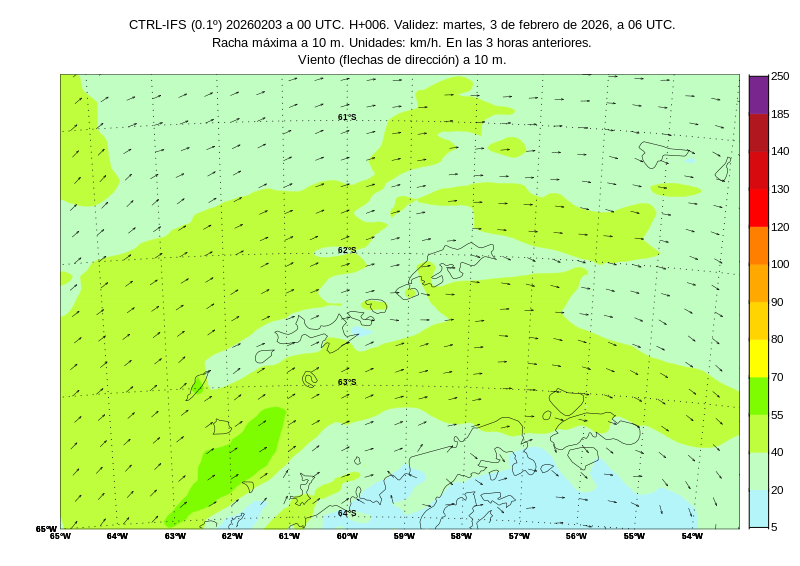 CTRL-IFS (0.1º) 20260203 a 00 UTC. H+006. Validez: martes, 3 de febrero de 2026, a 06 UTC.
Racha máxima a 10 m. Unidades: km/h. En las 3 horas anteriores.
Viento (flechas de dirección) a 10 m.
250
185
140
130
120
100
90
80
70
55
40
20
5
61°S
62°S
63°S
64°S
65°W
65°W 64°W 63°W 62°W 61°W 60°W 59°W 58°W 57°W 56°W 55°W 54°W